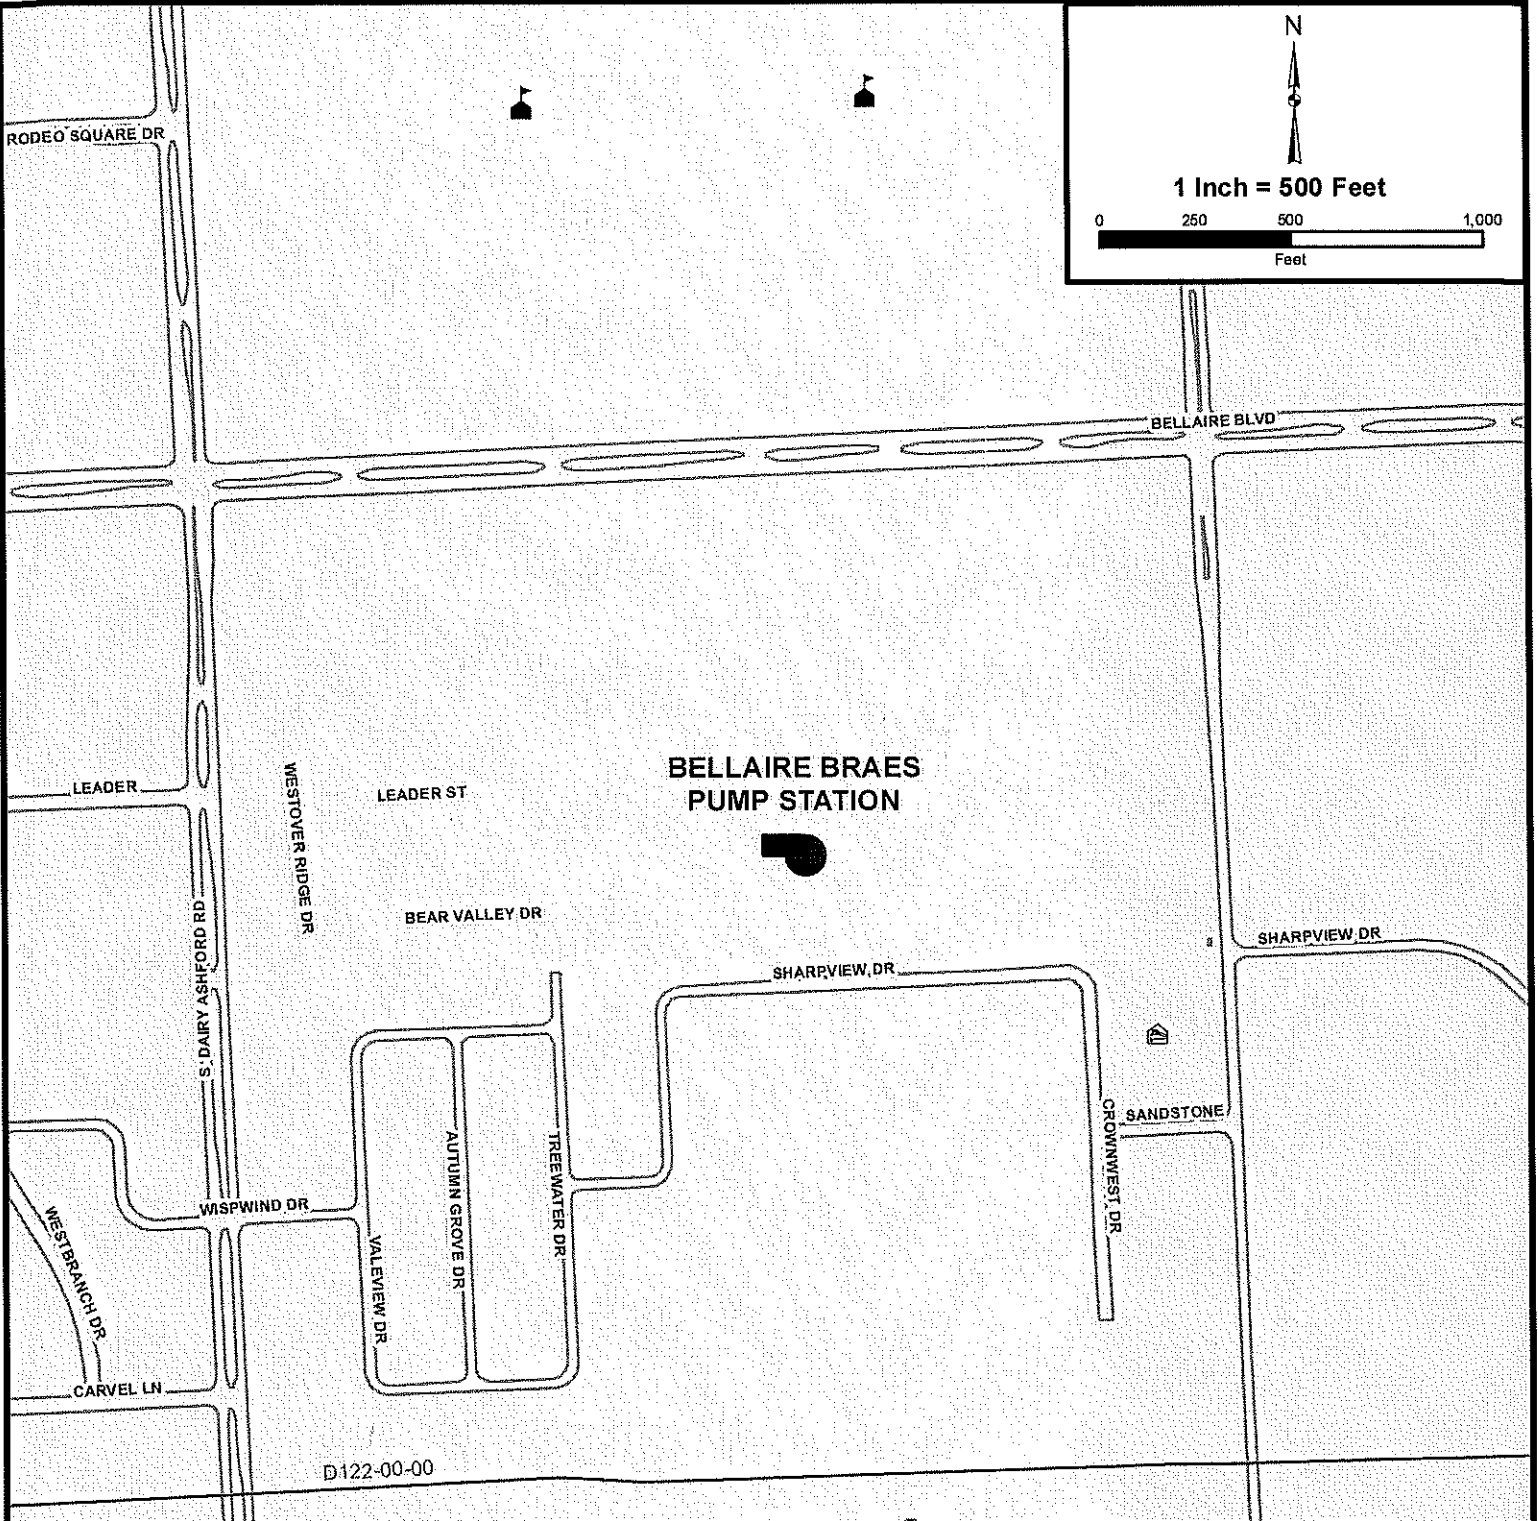 N
1 Inch = 500 Feet
0 250 500 1,000
Feet
RODEO SQUARE DR
BELLAIRE BLVD
BELLAIRE BRAES
PUMP STATION
LEADER
WESTOVER RIDGE DR
LEADER ST
BEAR VALLEY DR
S. DAIRY ASHFORD RD
SHARPVIEW DR
SHARPVIEW DR
CROWNWEST DR
SANDSTONE
WISPWIND DR
AUTUMN GROVE DR
TREEWATER DR
VALEVIEW DR
WESTBRANCH DR
CARVEL LN
D122-00-00